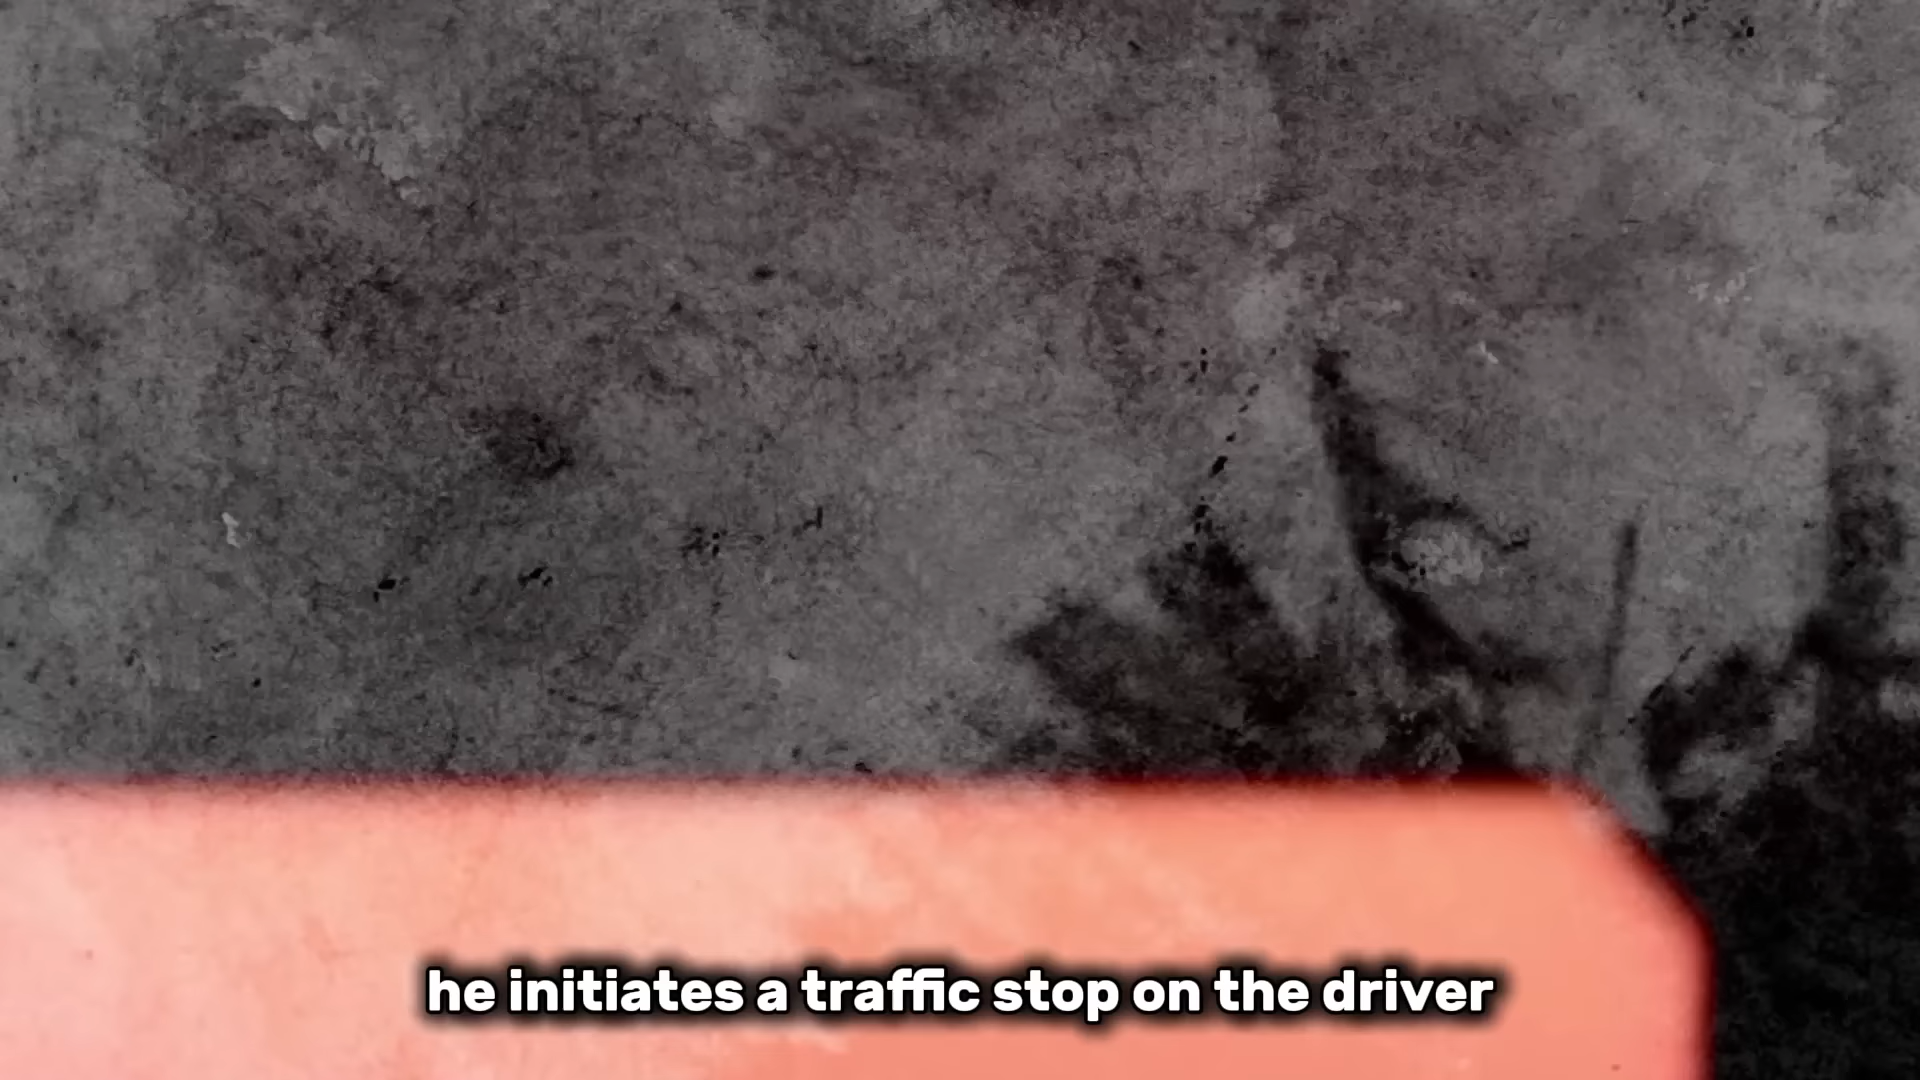 he initiates a traffic stop on the driver